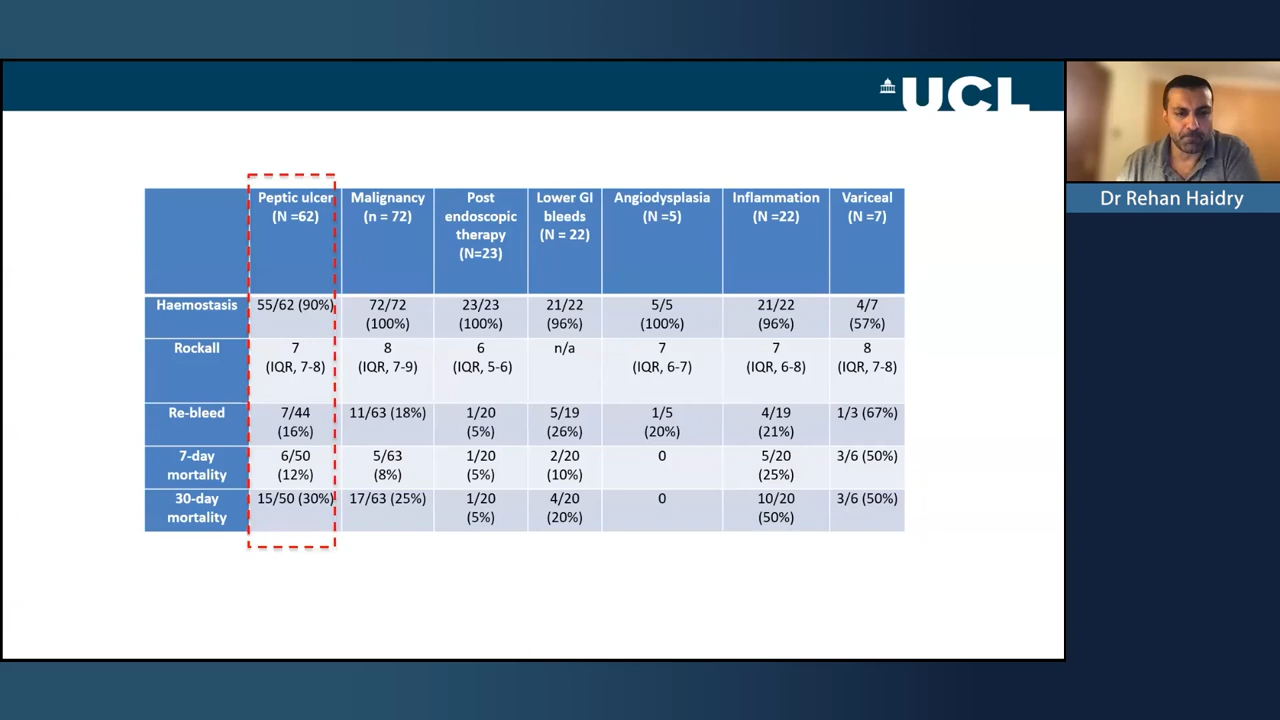 UCL
Dr Rehan Haidry
Peptic ulcer (N =62)
Malignancy (n = 72)
Post endoscopic therapy (N=23)
Lower GI bleeds (N = 22)
Angiodysplasia (N =5)
Inflammation (N =22)
Variceal (N =7)
Haemostasis 55/62 (90%) 72/72 (100%) 23/23 (100%) 21/22 (96%) 5/5 (100%) 21/22 (96%) 4/7 (57%)
Rockall 7 (IQR, 7-8) 8 (IQR, 7-9) 6 (IQR, 5-6) n/a 7 (IQR, 6-7) 7 (IQR, 6-8) 8 (IQR, 7-8)
Re-bleed 7/44 (16%) 11/63 (18%) 1/20 (5%) 5/19 (26%) 1/5 (20%) 4/19 (21%) 1/3 (67%)
7-day mortality 6/50 (12%) 5/63 (8%) 1/20 (5%) 2/20 (10%) 0 5/20 (25%) 3/6 (50%)
30-day mortality 15/50 (30%) 17/63 (25%) 1/20 (5%) 4/20 (20%) 0 10/20 (50%) 3/6 (50%)